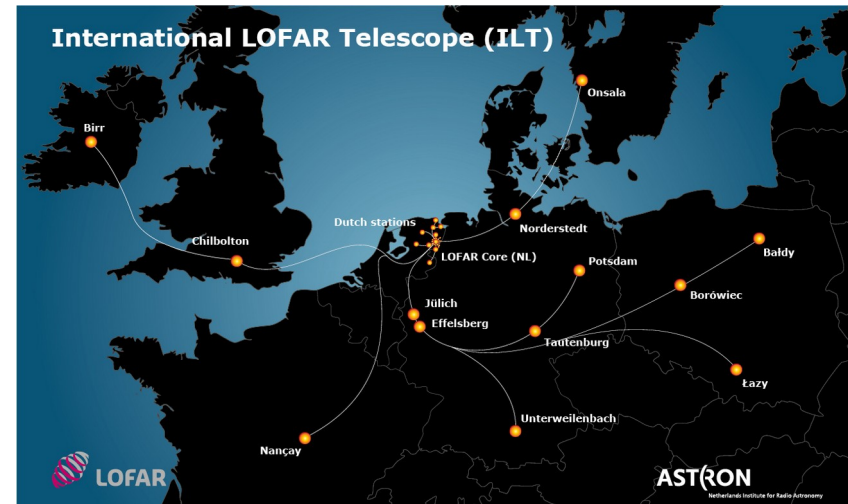 International LOFAR Telescope (ILT)
Onsala
Birr
Dutch stations
Norderstedt
Chilbolton
LOFAR Core (NL)
Bałdy
Potsdam
Borówiec
Jülich
Effelsberg
Tautenburg
Łazy
Unterweilenbach
Nançay
LOFAR
ASTRON
Netherlands Institute for Radio Astronomy